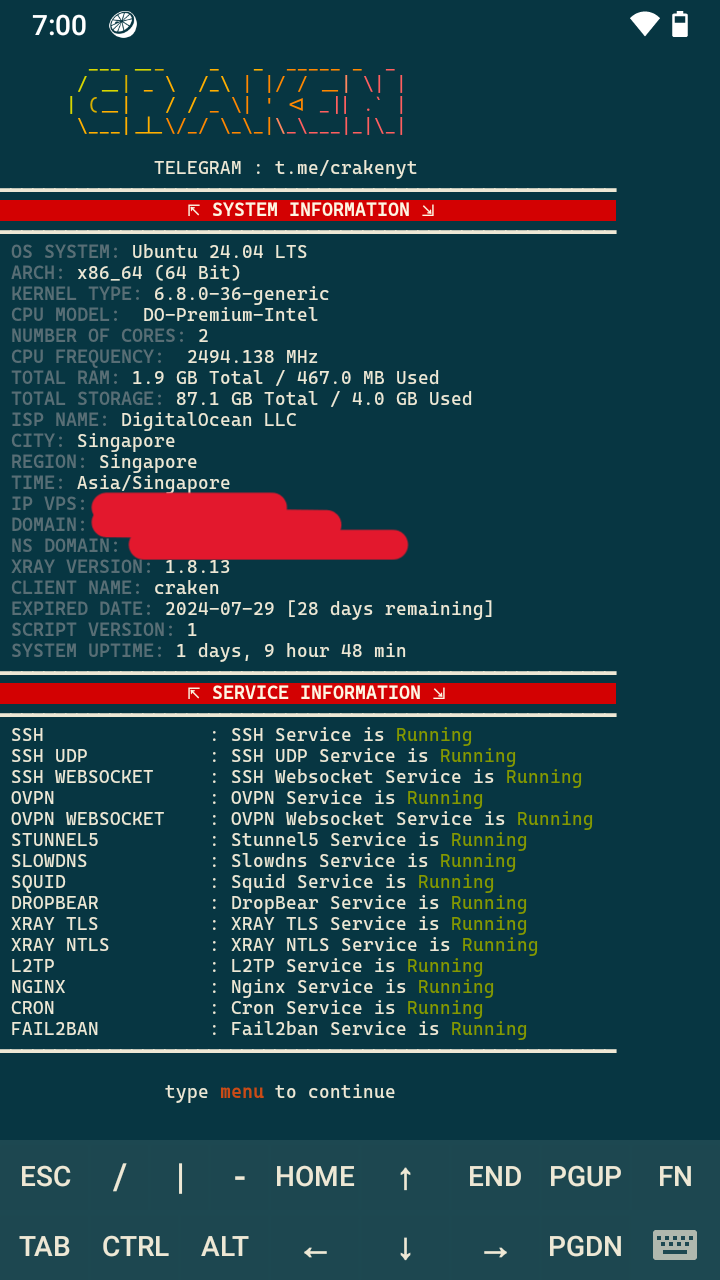 7:00
CRAKEN
TELEGRAM : t.me/crakenyt
⇱ SYSTEM INFORMATION ⇲
OS SYSTEM: Ubuntu 24.04 LTS
ARCH: x86_64 (64 Bit)
KERNEL TYPE: 6.8.0-36-generic
CPU MODEL:  DO-Premium-Intel
NUMBER OF CORES: 2
CPU FREQUENCY:  2494.138 MHz
TOTAL RAM: 1.9 GB Total / 467.0 MB Used
TOTAL STORAGE: 87.1 GB Total / 4.0 GB Used
ISP NAME: DigitalOcean LLC
CITY: Singapore
REGION: Singapore
TIME: Asia/Singapore
IP VPS:
DOMAIN:
NS DOMAIN:
XRAY VERSION: 1.8.13
CLIENT NAME: craken
EXPIRED DATE: 2024-07-29 [28 days remaining]
SCRIPT VERSION: 1
SYSTEM UPTIME: 1 days, 9 hour 48 min
⇱ SERVICE INFORMATION ⇲
SSH : SSH Service is Running
SSH UDP : SSH UDP Service is Running
SSH WEBSOCKET : SSH Websocket Service is Running
OVPN : OVPN Service is Running
OVPN WEBSOCKET : OVPN Websocket Service is Running
STUNNEL5 : Stunnel5 Service is Running
SLOWDNS : Slowdns Service is Running
SQUID : Squid Service is Running
DROPBEAR : DropBear Service is Running
XRAY TLS : XRAY TLS Service is Running
XRAY NTLS : XRAY NTLS Service is Running
L2TP : L2TP Service is Running
NGINX : Nginx Service is Running
CRON : Cron Service is Running
FAIL2BAN : Fail2ban Service is Running
type menu to continue
ESC / | - HOME ↑ END PGUP FN
TAB CTRL ALT ← ↓ → PGDN